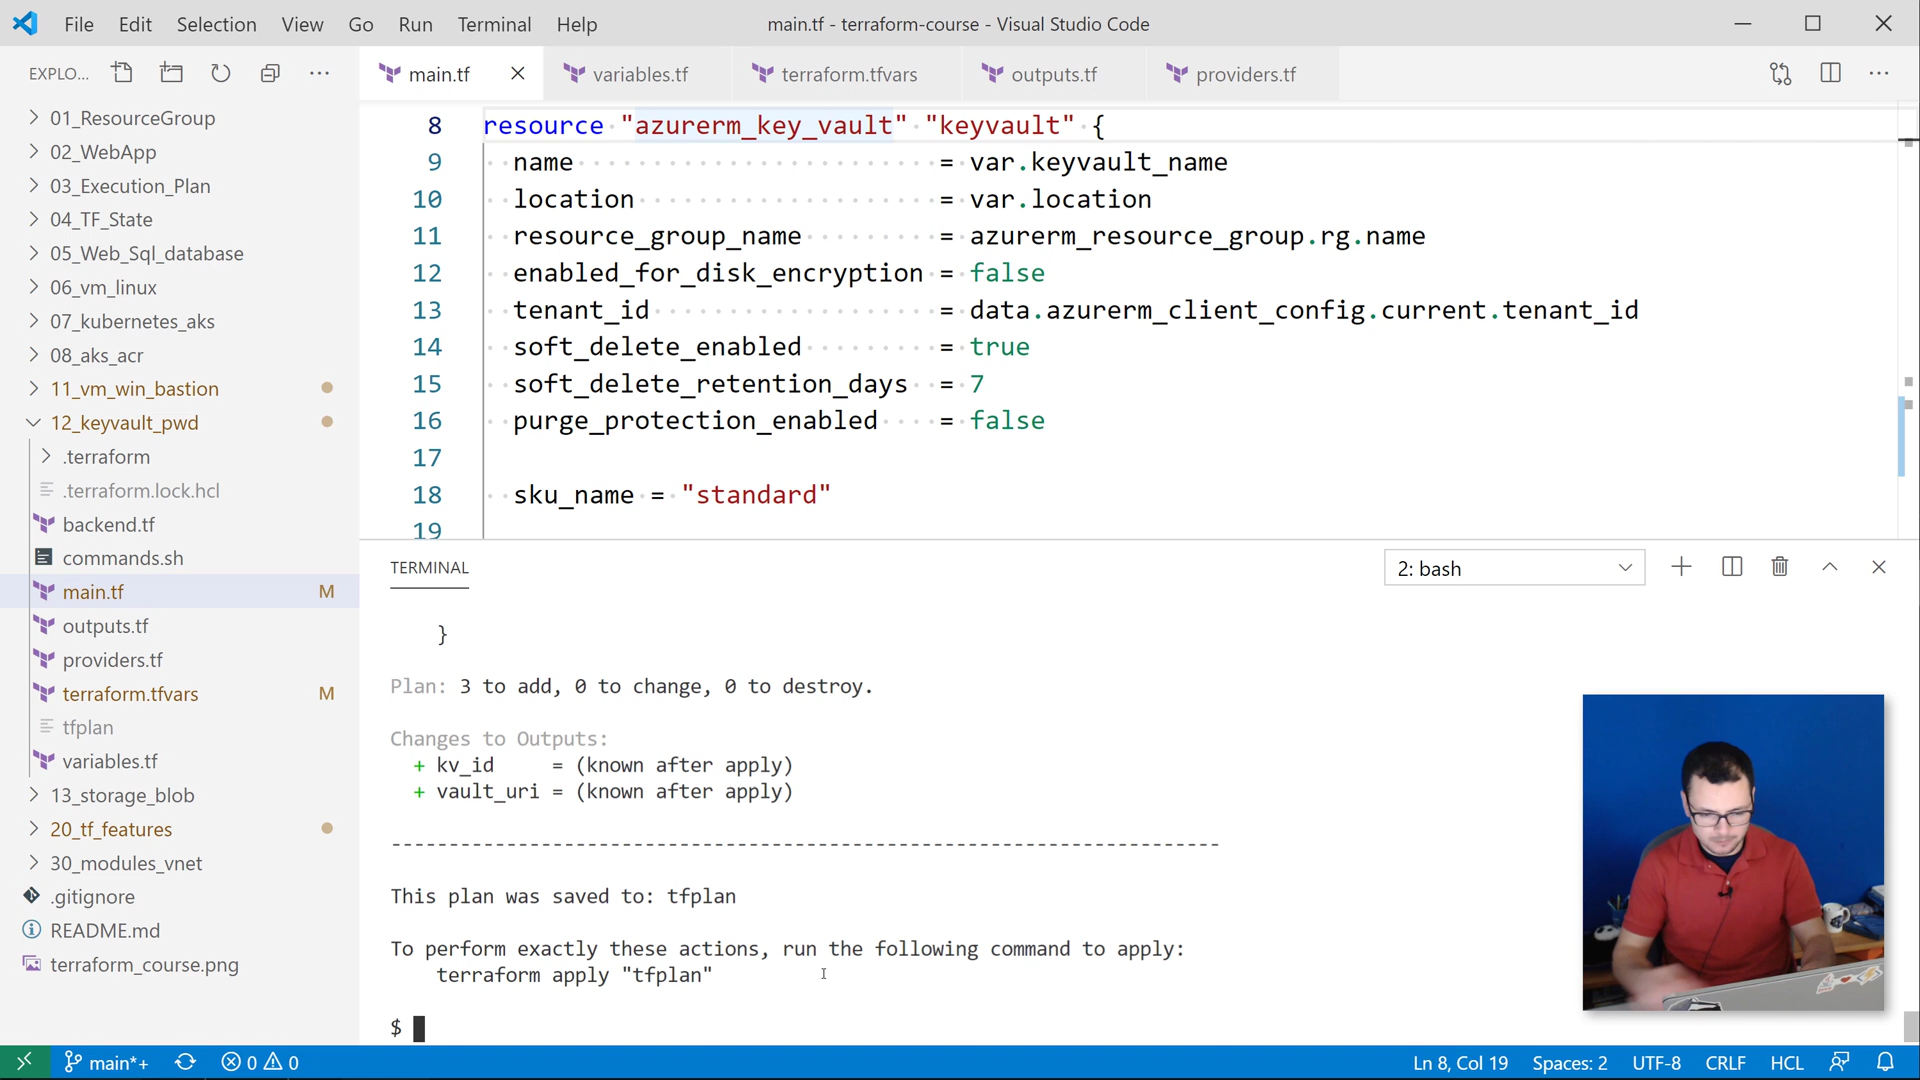 File Edit Selection View Go Run Terminal Help
main.tf - terraform-course - Visual Studio Code
EXPLO...
main.tf
variables.tf
terraform.tfvars
outputs.tf
providers.tf
01_ResourceGroup
02_WebApp
03_Execution_Plan
04_TF_State
05_Web_Sql_database
06_vm_linux
07_kubernetes_aks
08_aks_acr
11_vm_win_bastion
12_keyvault_pwd
.terraform
.terraform.lock.hcl
backend.tf
commands.sh
main.tf M
outputs.tf
providers.tf
terraform.tfvars M
tfplan
variables.tf
13_storage_blob
20_tf_features
30_modules_vnet
.gitignore
README.md
terraform_course.png
8 resource "azurerm_key_vault" "keyvault" {
9 name = var.keyvault_name
10 location = var.location
11 resource_group_name = azurerm_resource_group.rg.name
12 enabled_for_disk_encryption = false
13 tenant_id = data.azurerm_client_config.current.tenant_id
14 soft_delete_enabled = true
15 soft_delete_retention_days = 7
16 purge_protection_enabled = false
17
18 sku_name = "standard"
19
TERMINAL
2: bash
}
Plan: 3 to add, 0 to change, 0 to destroy.
Changes to Outputs:
+ kv_id = (known after apply)
+ vault_uri = (known after apply)
------------------------------------------------------------------------
This plan was saved to: tfplan
To perform exactly these actions, run the following command to apply:
terraform apply "tfplan"
$
main*+
0 0
Ln 8, Col 19
Spaces: 2
UTF-8
CRLF
HCL